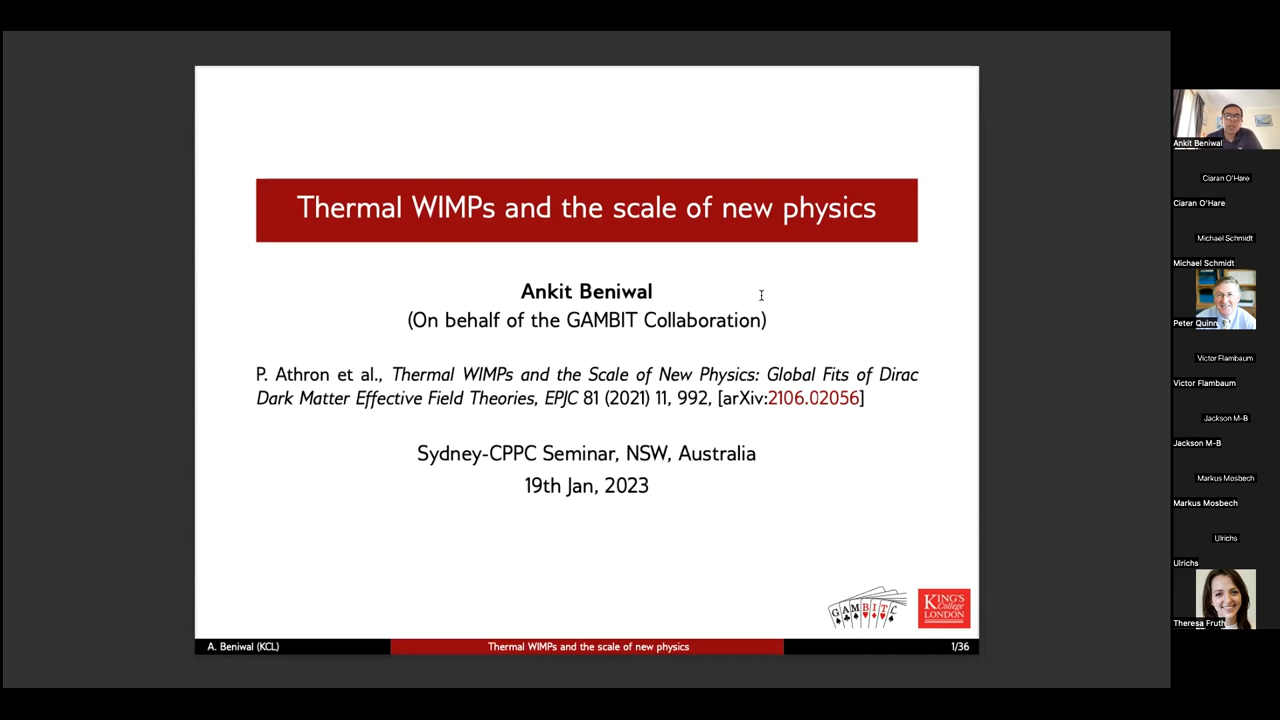 Thermal WIMPs and the scale of new physics
Ankit Beniwal
(On behalf of the GAMBIT Collaboration)
P. Athron et al., Thermal WIMPs and the Scale of New Physics: Global Fits of Dirac
Dark Matter Effective Field Theories, EPJC 81 (2021) 11, 992, [arXiv:2106.02056]
Sydney-CPPC Seminar, NSW, Australia
19th Jan, 2023
GAMBIT
KING'S
College
LONDON
A. Beniwal (KCL)
Thermal WIMPs and the scale of new physics
1/36
Ankit Beniwal
Ciaran O'Hare
Ciaran O'Hare
Michael Schmidt
Michael Schmidt
Peter Quinn
Victor Flambaum
Victor Flambaum
Jackson M-B
Jackson M-B
Markus Mosbech
Markus Mosbech
Ulrichs
Ulrichs
Theresa Fruth